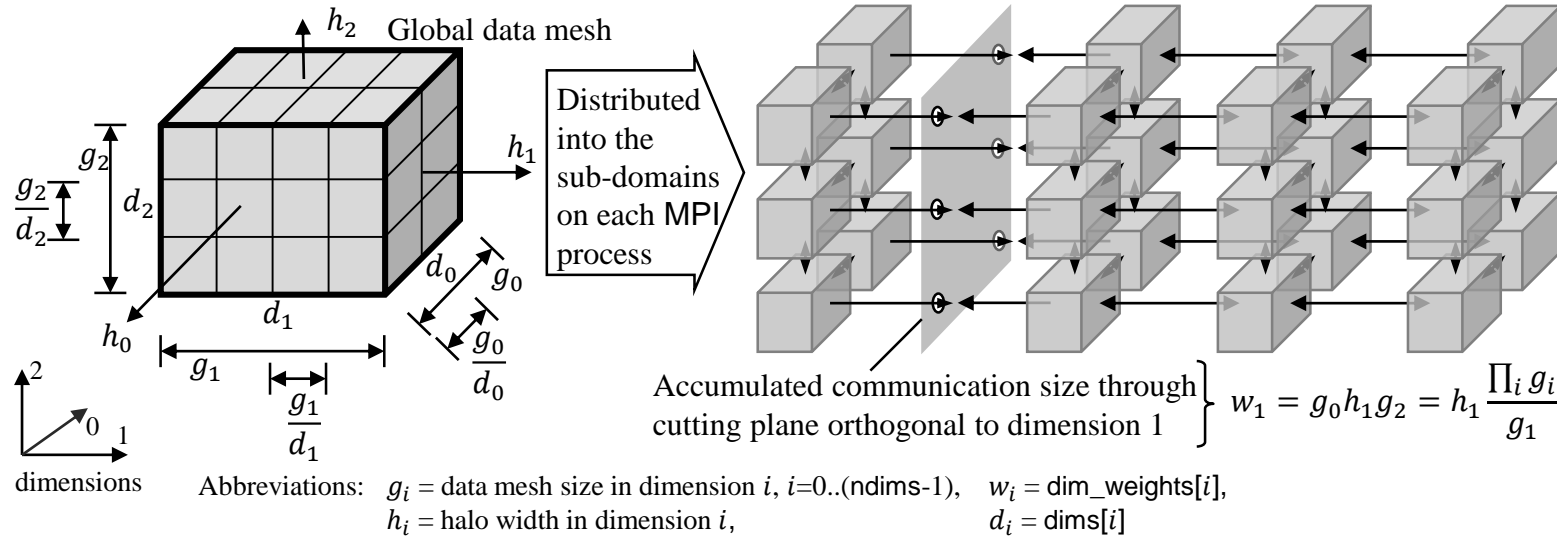 h₂
Global data mesh
g₂
d₂
g₂/d₂
h₁
h₀
d₁
g₁
g₁/d₁
d₀
g₀
g₀/d₀
2
0
1
dimensions
Distributed
into the
sub-domains
on each MPI
process
Accumulated communication size through
cutting plane orthogonal to dimension 1
w₁ = g₀h₁g₂ = h₁ ∏ᵢ gᵢ / g₁
Abbreviations: gᵢ = data mesh size in dimension i, i=0..(ndims-1), wᵢ = dim_weights[i],
hᵢ = halo width in dimension i, dᵢ = dims[i]